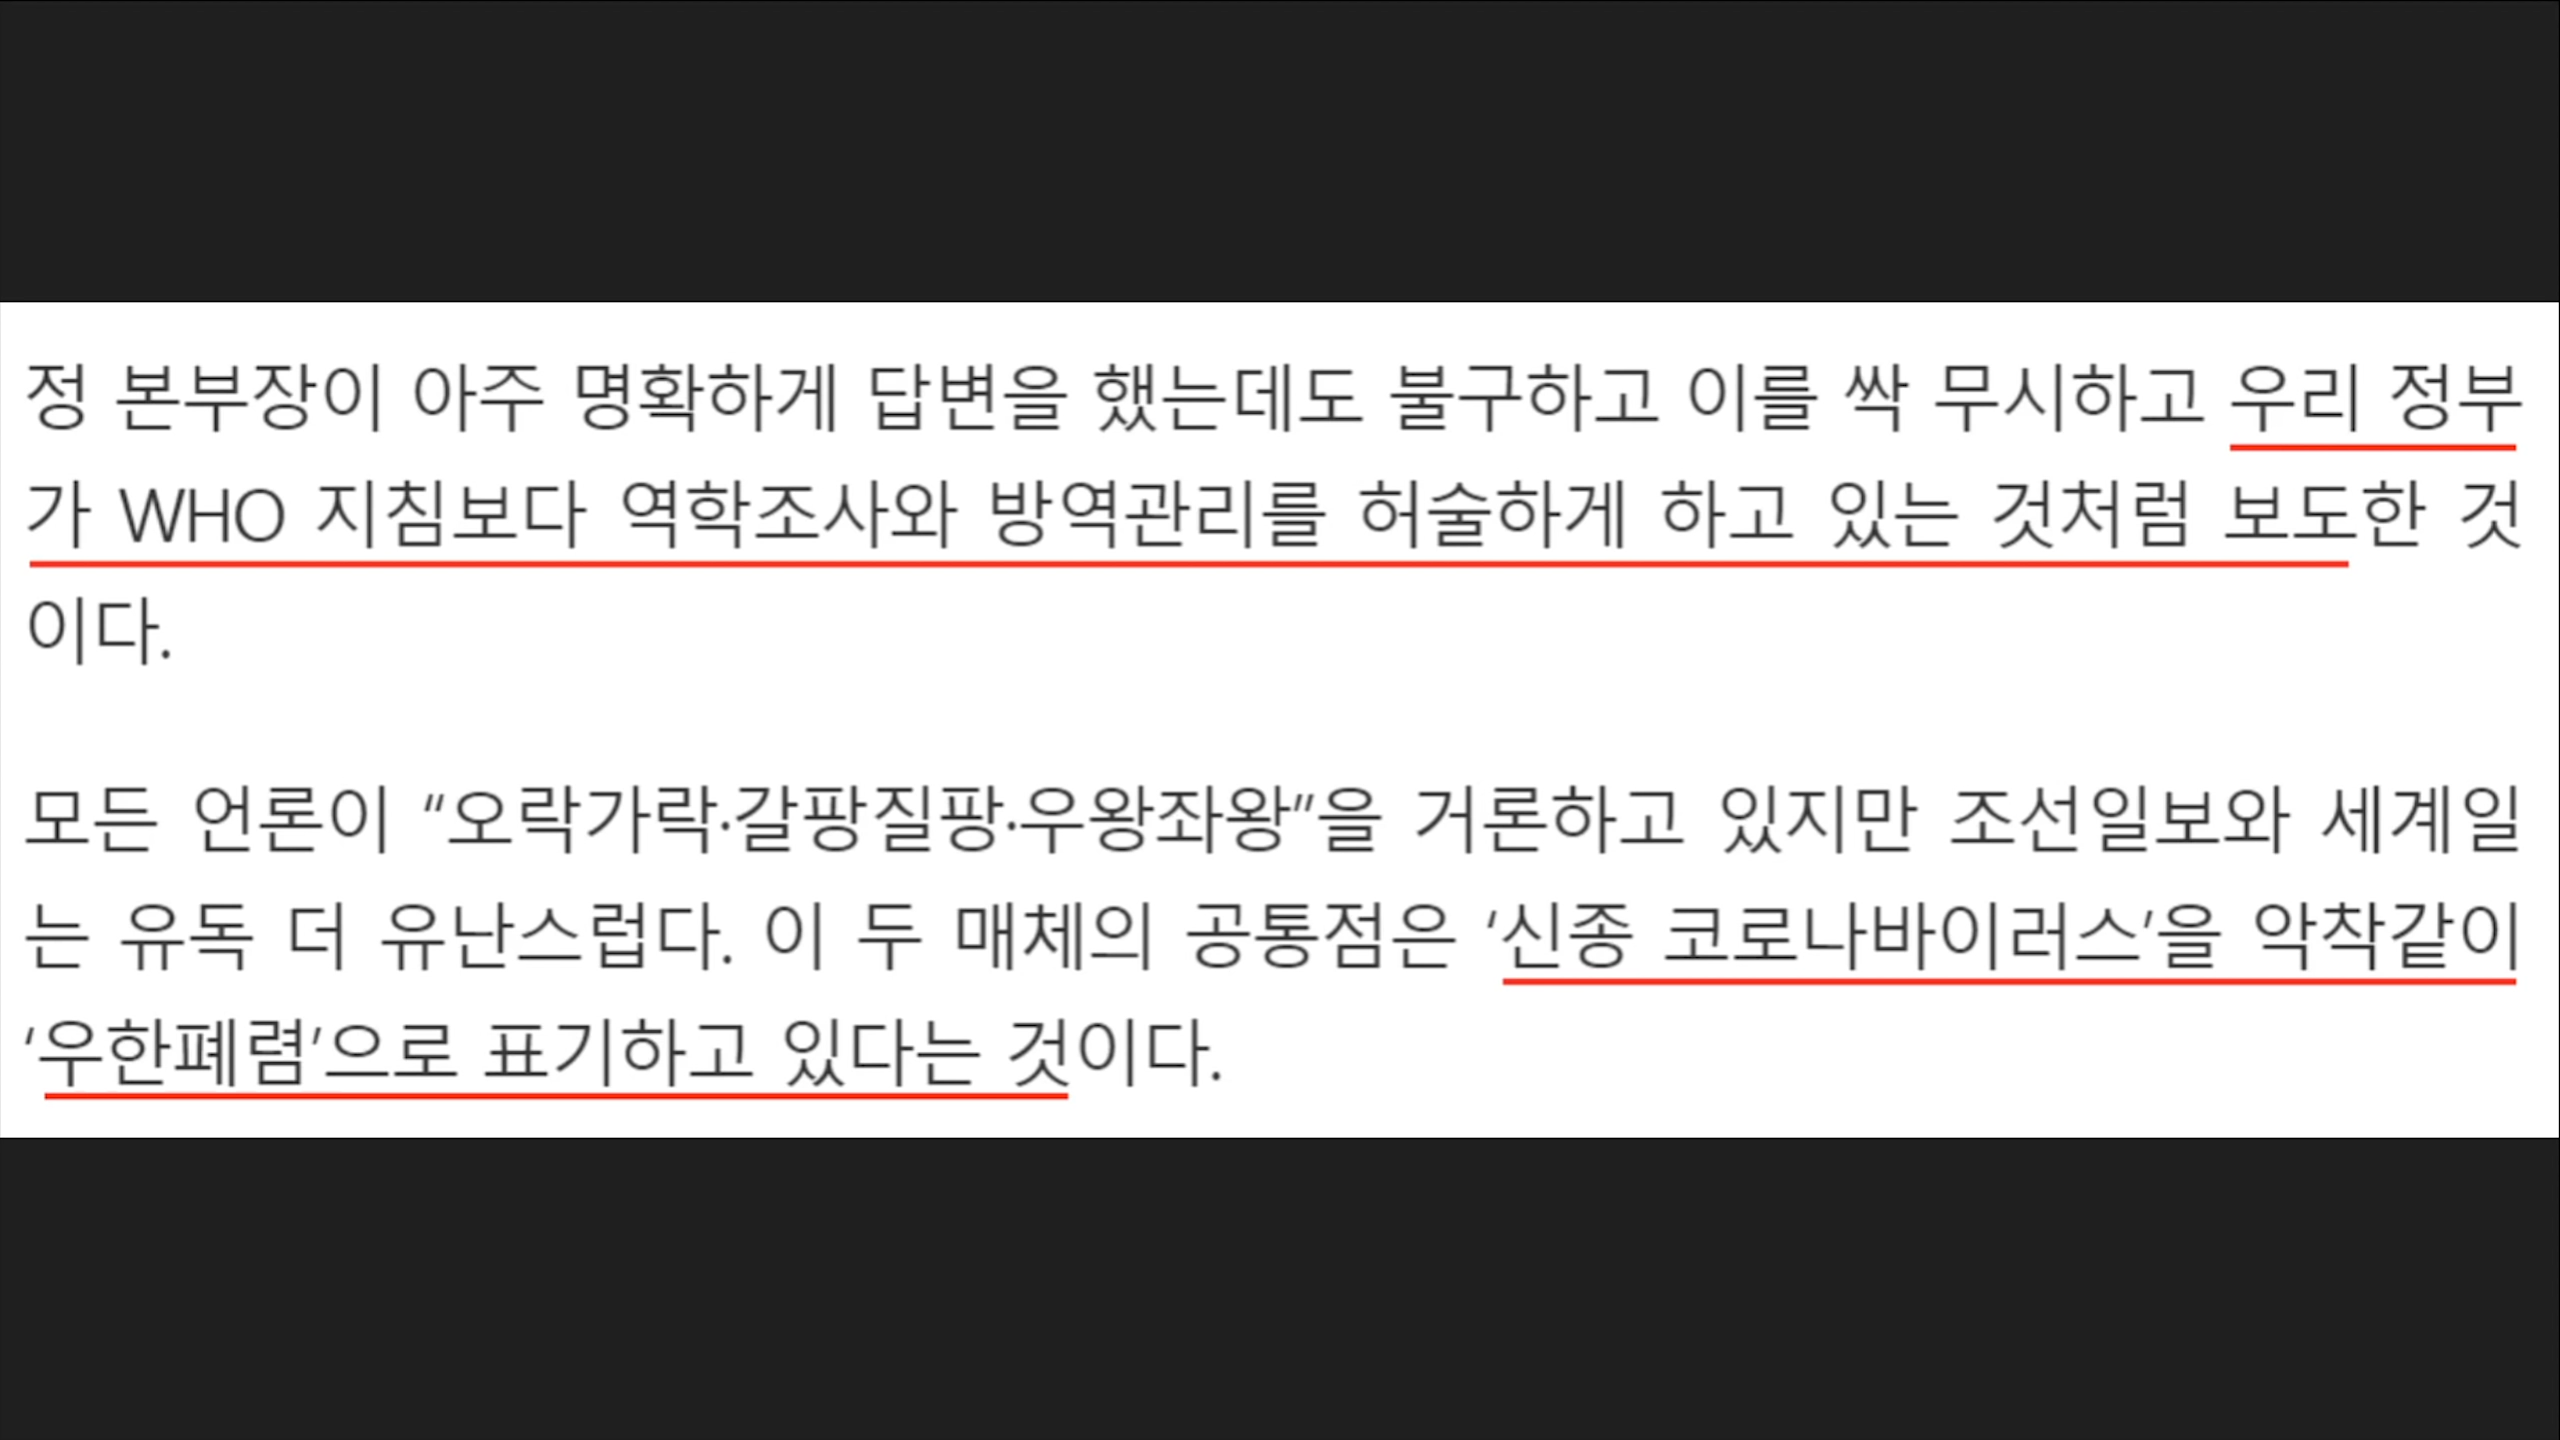 정 본부장이 아주 명확하게 답변을 했는데도 불구하고 이를 싹 무시하고 우리 정부
가 WHO 지침보다 역학조사와 방역관리를 허술하게 하고 있는 것처럼 보도한 것
이다.
모든 언론이 “오락가락·갈팡질팡·우왕좌왕”을 거론하고 있지만 조선일보와 세계일
는 유독 더 유난스럽다. 이 두 매체의 공통점은 ‘신종 코로나바이러스’을 악착같이
‘우한폐렴’으로 표기하고 있다는 것이다.